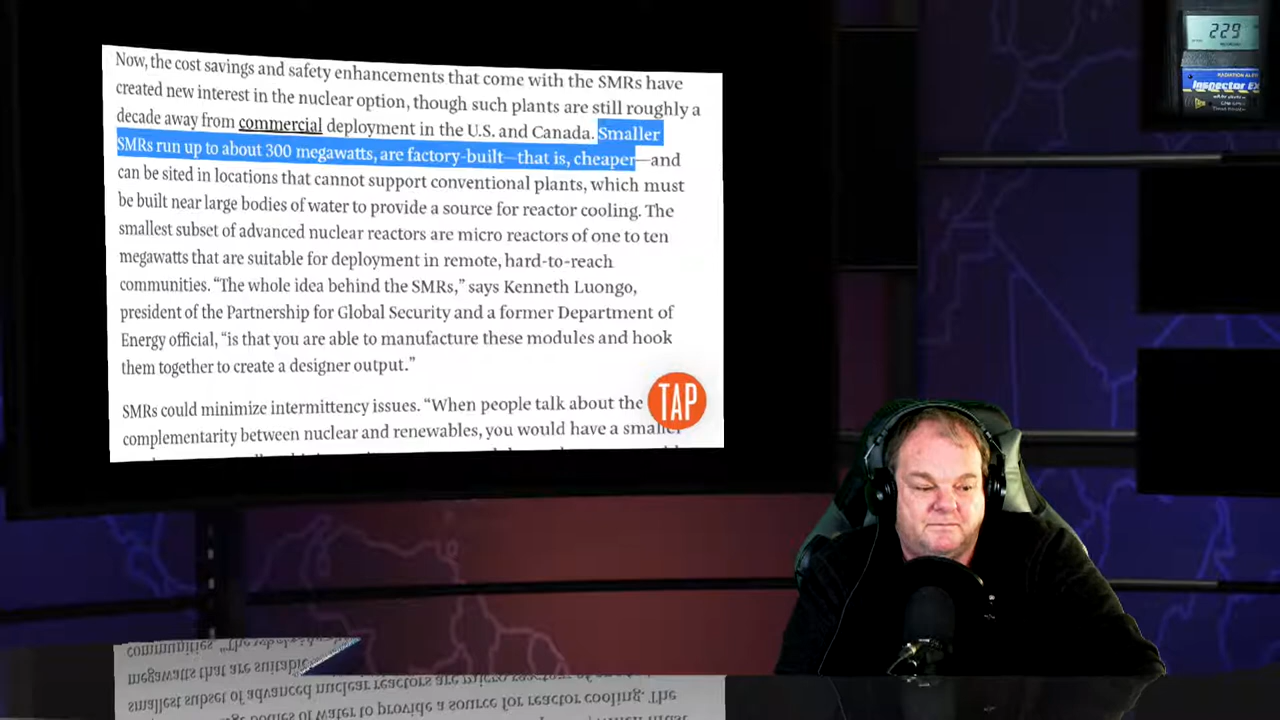 Now, the cost savings and safety enhancements that come with the SMRs have
created new interest in the nuclear option, though such plants are still roughly a
decade away from commercial deployment in the U.S. and Canada. Smaller
SMRs run up to about 300 megawatts, are factory-built—that is, cheaper—and
can be sited in locations that cannot support conventional plants, which must
be built near large bodies of water to provide a source for reactor cooling. The
smallest subset of advanced nuclear reactors are micro reactors of one to ten
megawatts that are suitable for deployment in remote, hard-to-reach
communities. “The whole idea behind the SMRs,” says Kenneth Luongo,
president of the Partnership for Global Security and a former Department of
Energy official, “is that you are able to manufacture these modules and hook
them together to create a designer output.”
SMRs could minimize intermittency issues. “When people talk about the
complementarity between nuclear and renewables, you would have a smaller
TAP
229
RADIATION ALERT
Inspector EX